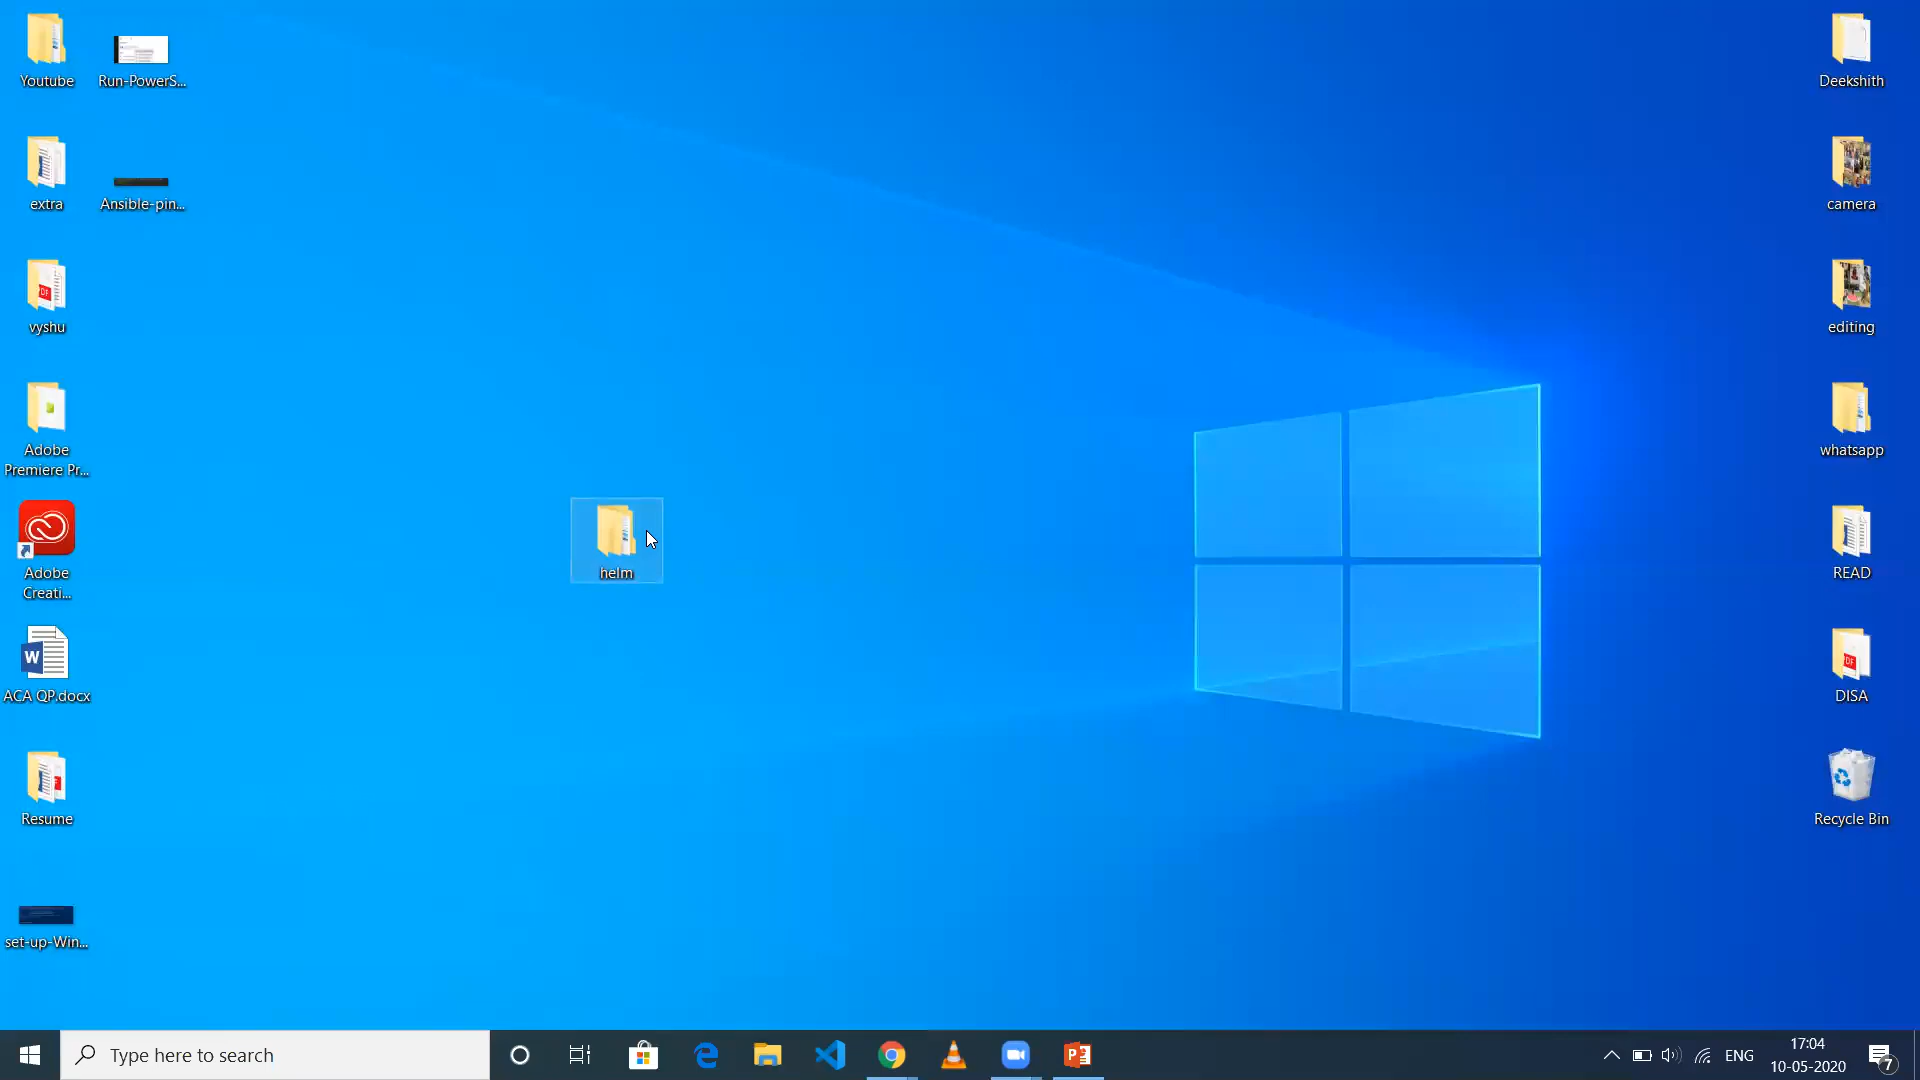 Youtube
Run-PowerS...
extra
Ansible-pin...
vyshu
Adobe
Premiere Pr...
Adobe
Creati...
W
ACA QP.docx
Resume
set-up-Win...
helm
Deekshith
camera
editing
whatsapp
READ
PDF
DISA
Recycle Bin
Type here to search
ENG
17:04
10-05-2020
7